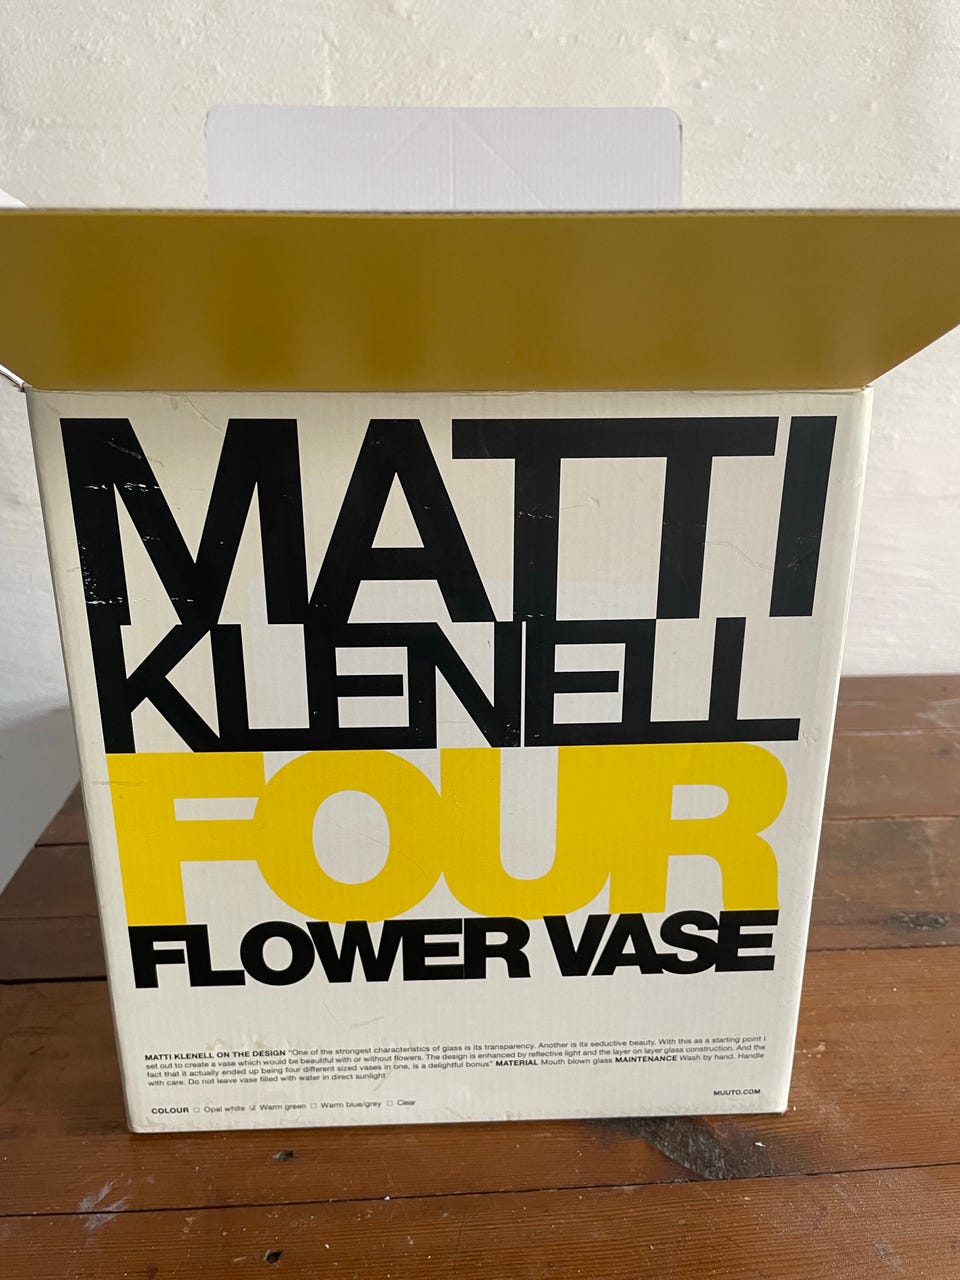 MATTI
KLENELL
FOUR
FLOWER VASE
MATTI KLENELL ON THE DESIGN "One of the strongest characteristics of glass is its transparency. Another is its seductive beauty. With this as a starting point I
set out to create a vase which would be beautiful with or without flowers. The design is enhanced by reflective light and the layer on layer glass construction. And the
fact that it actually ended up being four different sized vases in one, is a delightful bonus" MATERIAL Mouth blown glass MAINTENANCE Wash by hand. Handle
with care. Do not leave vase filled with water in direct sunlight
MUUTO.COM
COLOUR ☐ Opal white ☑ Warm green ☐ Warm blue/grey ☐ Clear